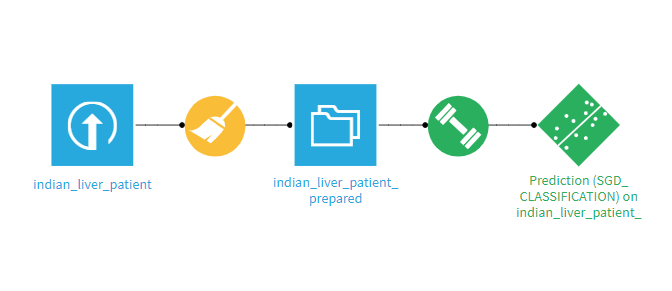 indian_liver_patient
indian_liver_patient_
prepared
Prediction (SGD_
CLASSIFICATION) on
indian_liver_patient_